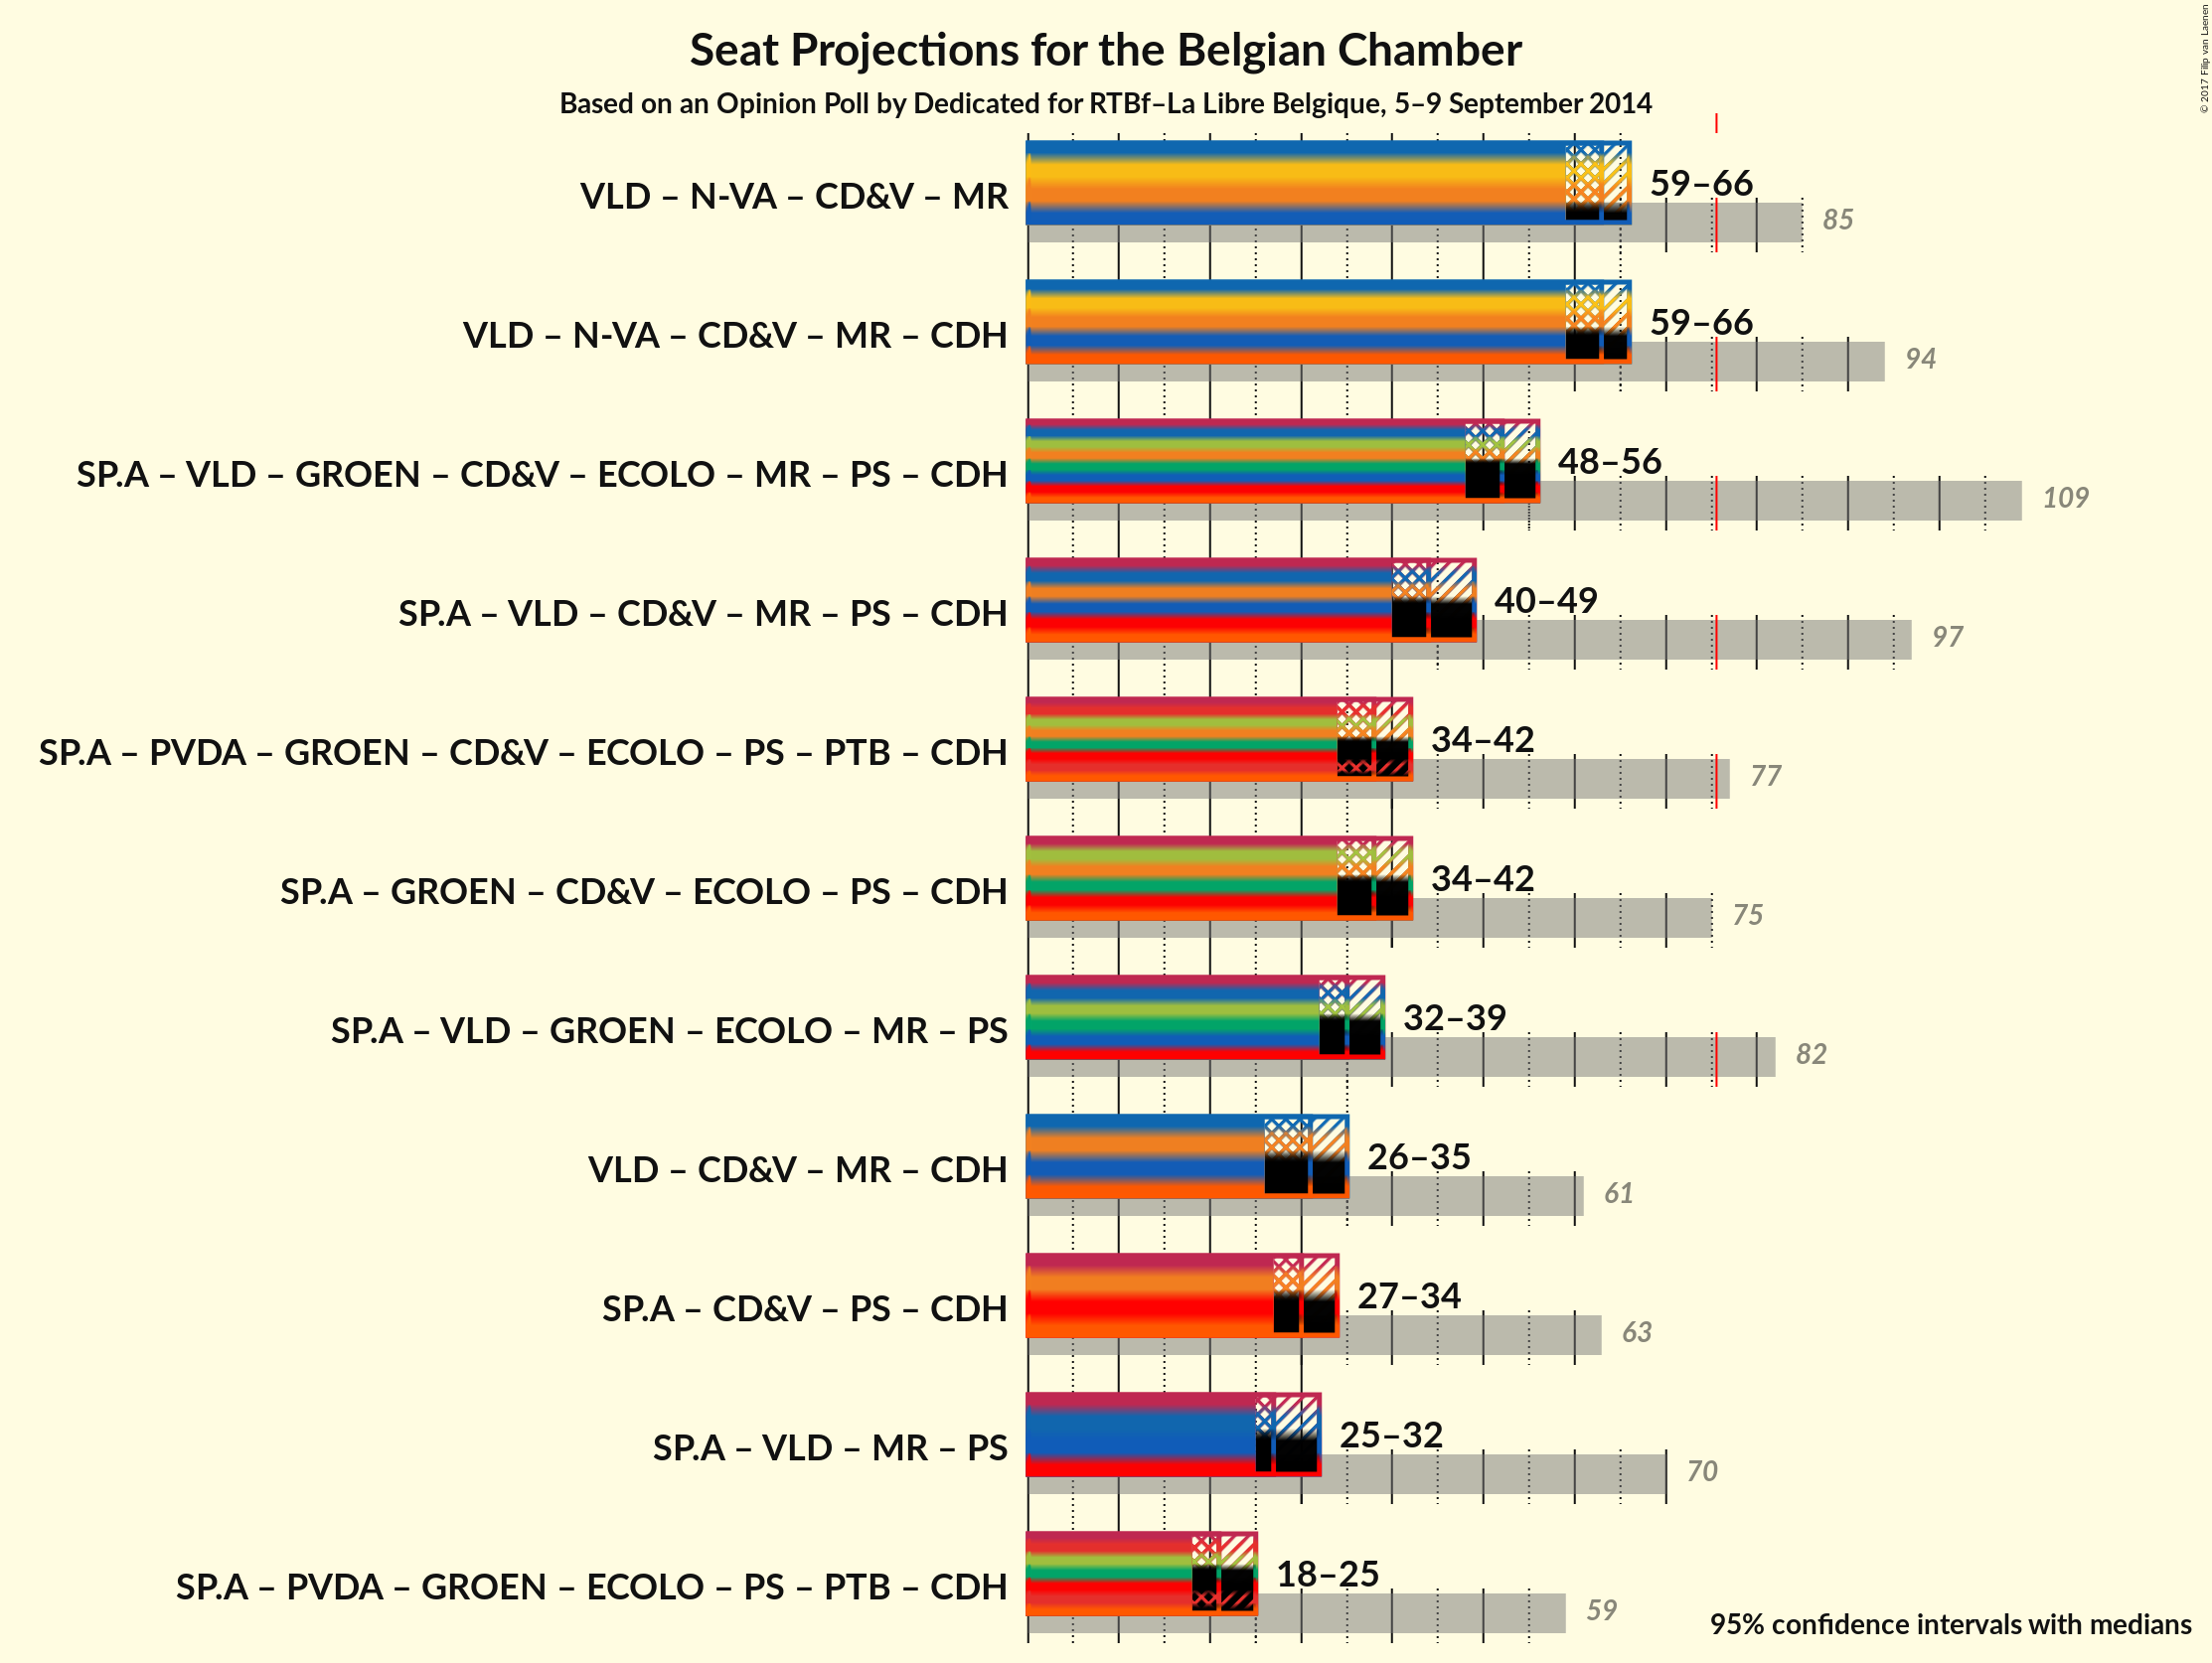 Seat Projections for the Belgian Chamber
Based on an Opinion Poll by Dedicated for RTBf–La Libre Belgique, 5–9 September 2014
© 2017 Filip van Laenen
VLD – N-VA – CD&V – MR
59–66
85
VLD – N-VA – CD&V – MR – CDH
59–66
94
SP.A – VLD – GROEN – CD&V – ECOLO – MR – PS – CDH
48–56
109
SP.A – VLD – CD&V – MR – PS – CDH
40–49
97
SP.A – PVDA – GROEN – CD&V – ECOLO – PS – PTB – CDH
34–42
77
SP.A – GROEN – CD&V – ECOLO – PS – CDH
34–42
75
SP.A – VLD – GROEN – ECOLO – MR – PS
32–39
82
VLD – CD&V – MR – CDH
26–35
61
SP.A – CD&V – PS – CDH
27–34
63
SP.A – VLD – MR – PS
25–32
70
SP.A – PVDA – GROEN – ECOLO – PS – PTB – CDH
18–25
59
95% confidence intervals with medians